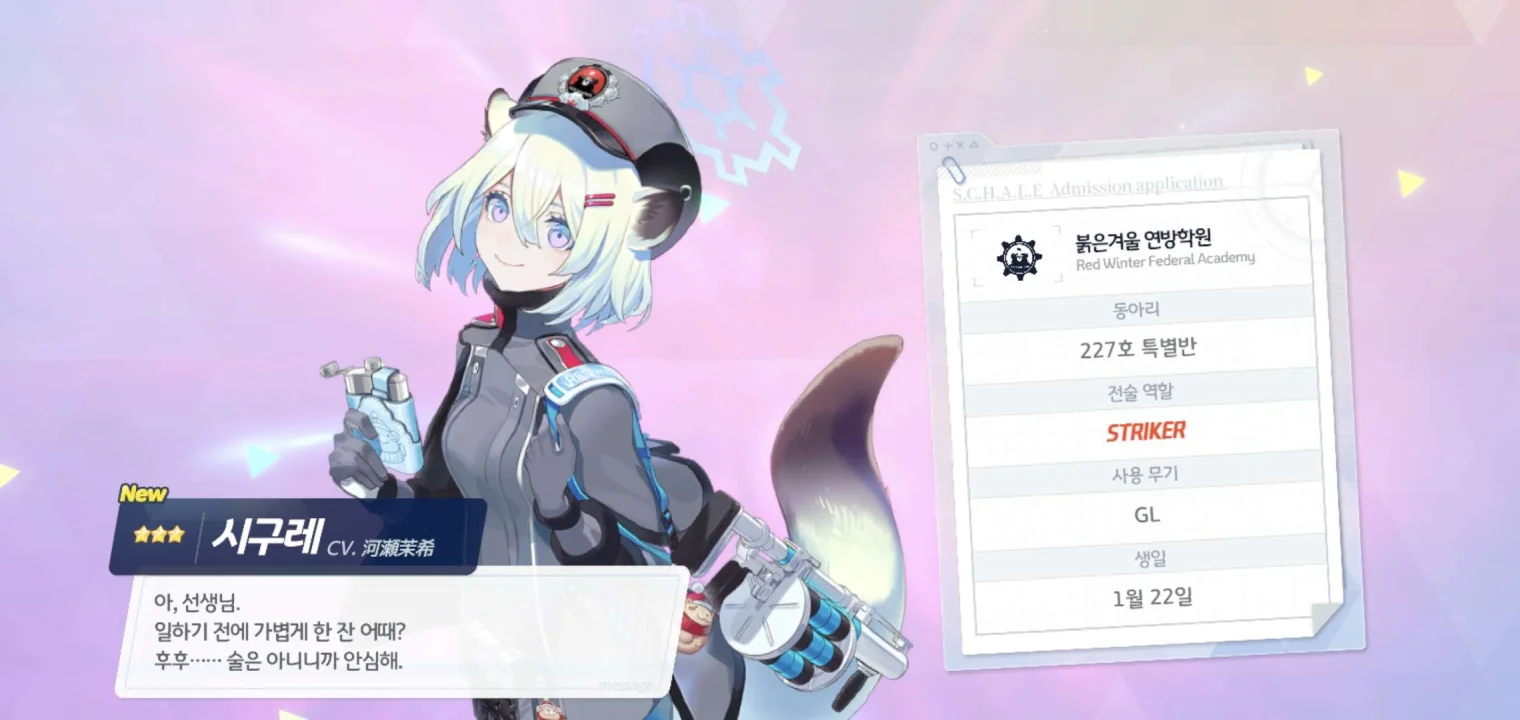 New
시구레 CV. 河瀬茉希
아, 선생님.
일하기 전에 가볍게 한 잔 어때?
후후…… 술은 아니니까 안심해.
message
S.C.H.A.L.E Admission application
붉은겨울 연방학원
Red Winter Federal Academy
동아리
227호 특별반
전술 역할
STRIKER
사용 무기
GL
생일
1월 22일